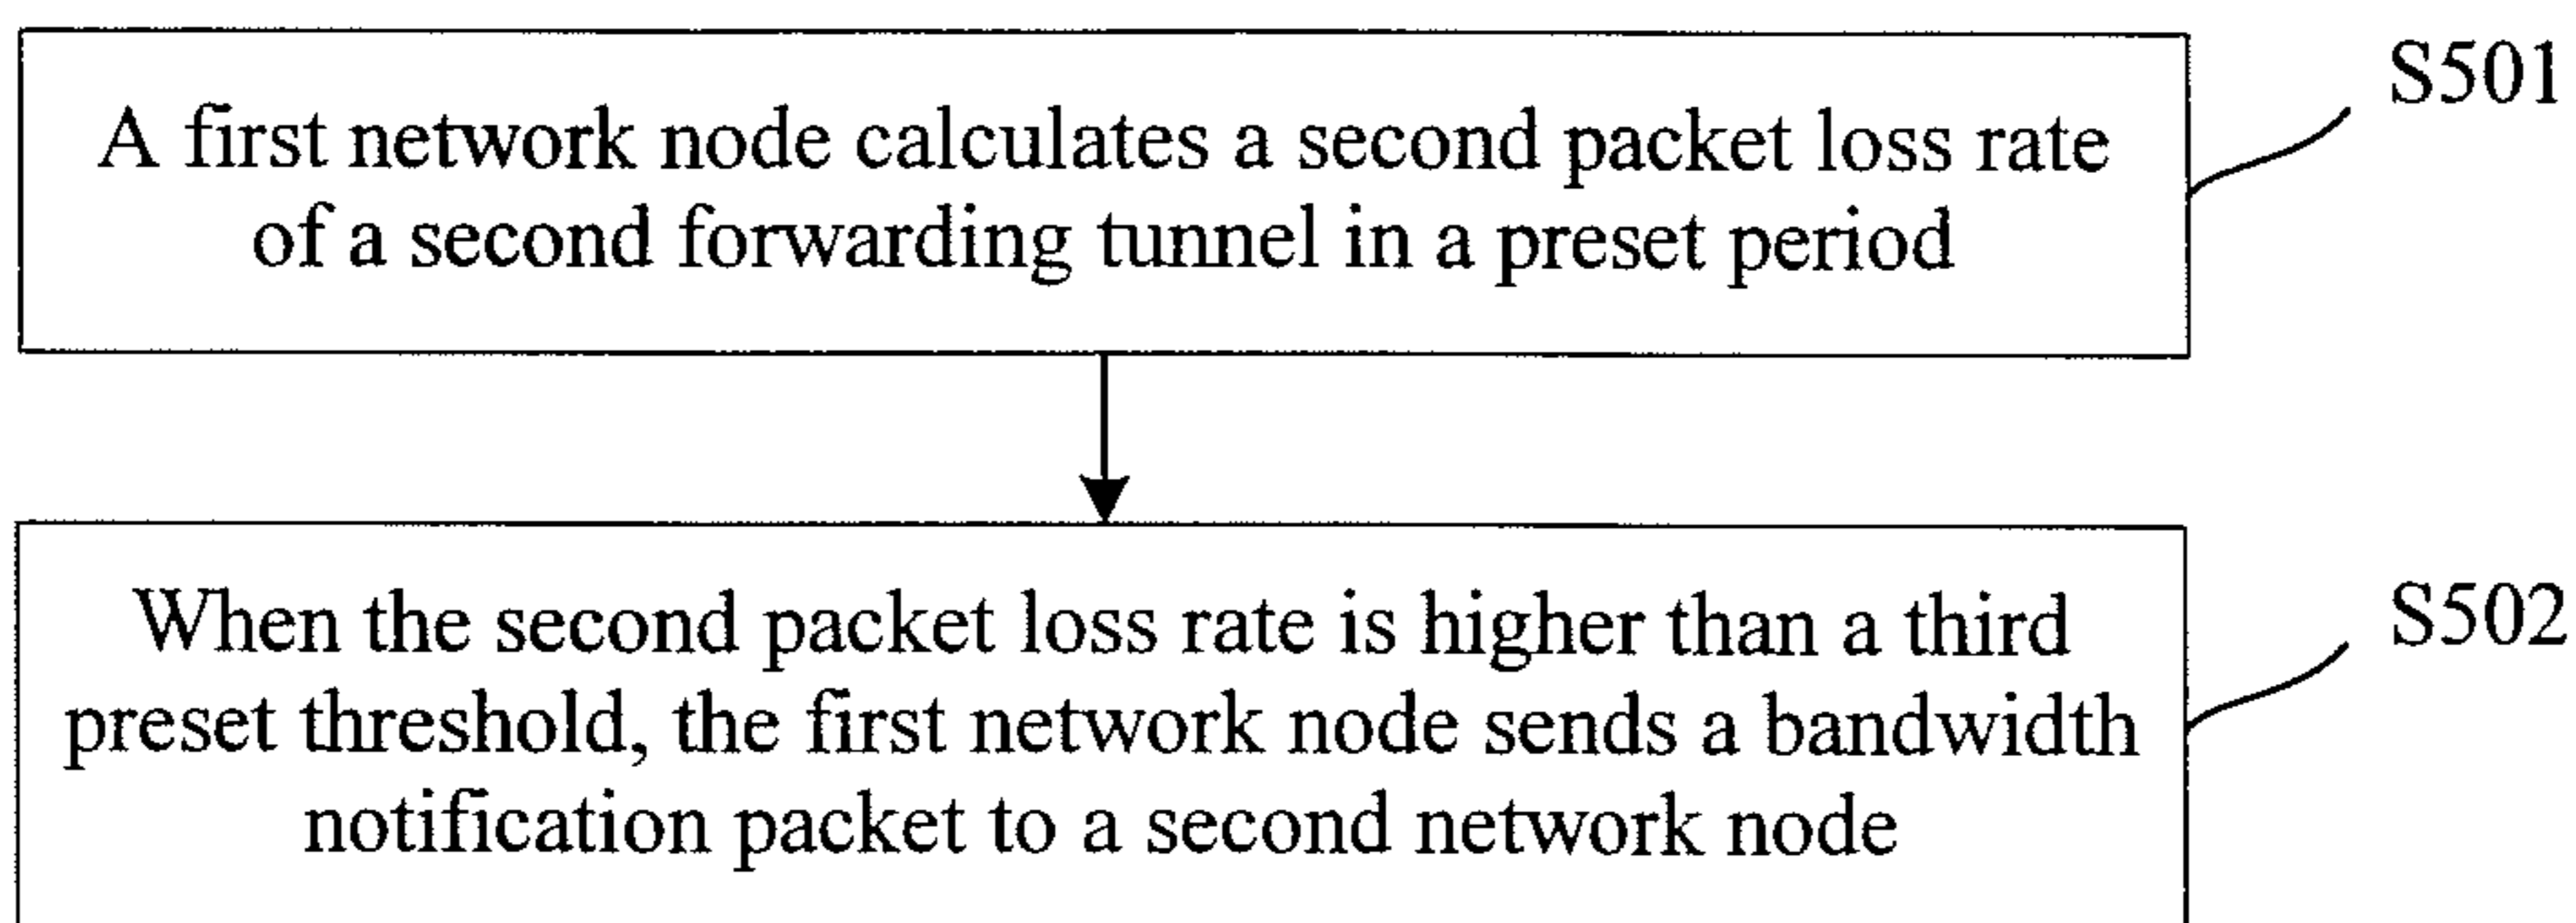 A first network node calculates a second packet loss rate
of a second forwarding tunnel in a preset period
S501
When the second packet loss rate is higher than a third
preset threshold, the first network node sends a bandwidth
notification packet to a second network node
S502